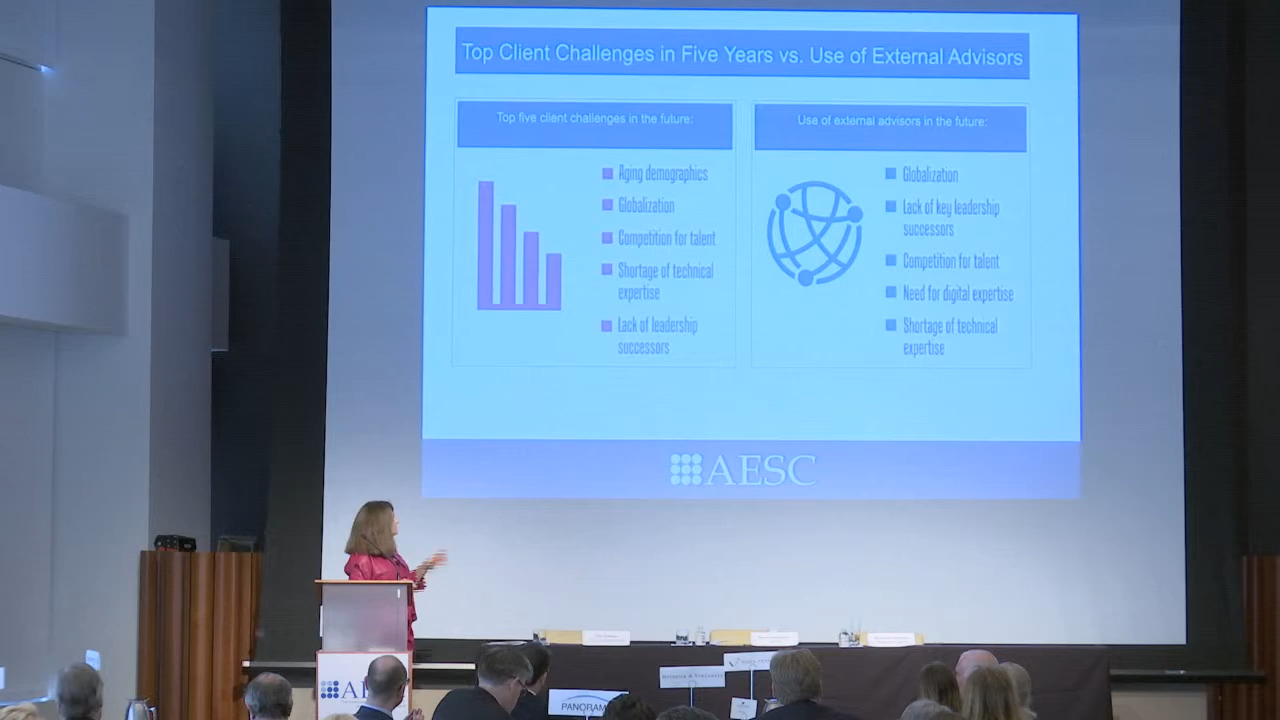 Top Client Challenges in Five Years vs. Use of External Advisors
Top five client challenges in the future:
Aging demographics
Globalization
Competition for talent
Shortage of technical
expertise
Lack of leadership
successors
Use of external advisors in the future:
Globalization
Lack of key leadership
successors
Competition for talent
Need for digital expertise
Shortage of technical
expertise
AESC
PANORAM